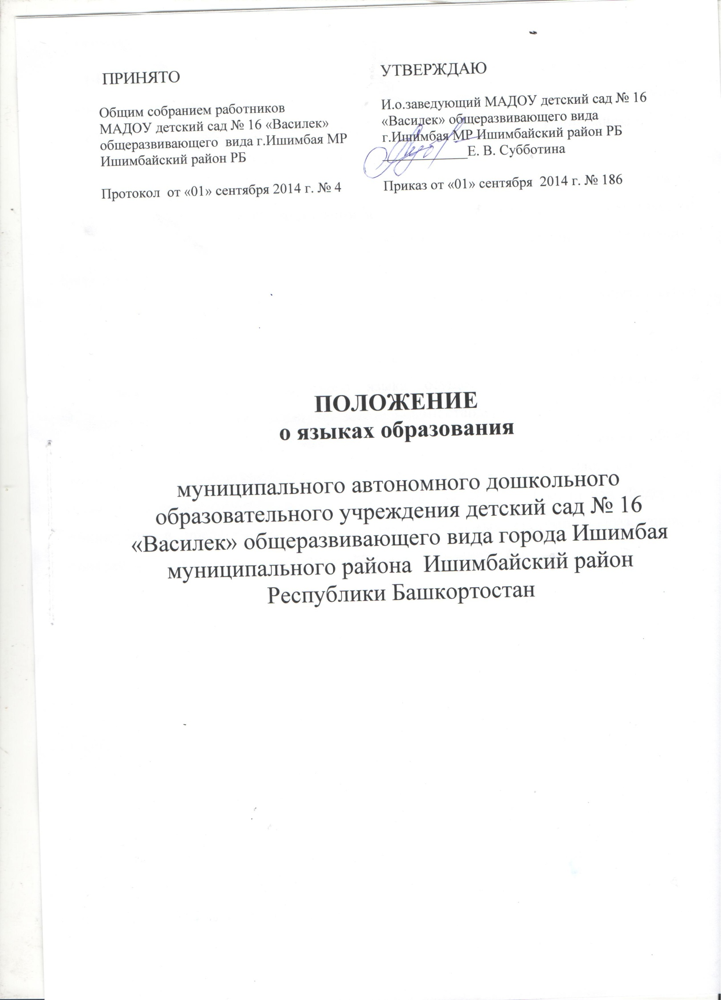 ПРИНЯТО
Общим собранием работников
МАДОУ детский сад № 16 «Василек»
общеразвивающего вида г.Ишимбая МР
Ишимбайский район РБ
Протокол от «01» сентября 2014 г. № 4
УТВЕРЖДАЮ
И.о.заведующий МАДОУ детский сад № 16
«Василек» общеразвивающего вида
г.Ишимбая МР Ишимбайский район РБ
____________Е. В. Субботина
Приказ от «01» сентября 2014 г. № 186
ПОЛОЖЕНИЕ
о языках образования
муниципального автономного дошкольного
образовательного учреждения детский сад № 16
«Василек» общеразвивающего вида города Ишимбая
муниципального района Ишимбайский район
Республики Башкортостан